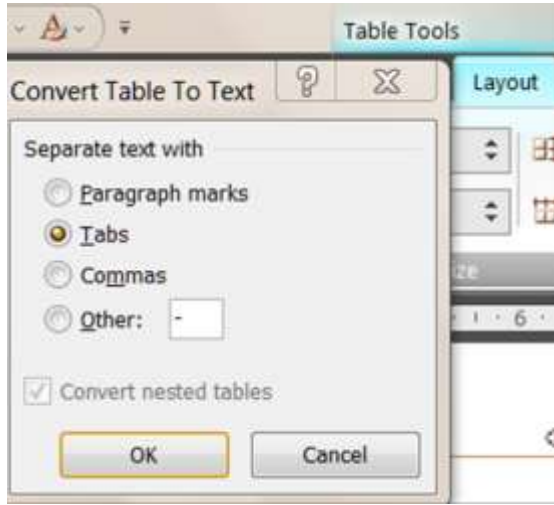 Table Tools
Convert Table To Text
Layout
Separate text with
Paragraph marks
Tabs
Commas
Other: -
6
Convert nested tables
OK Cancel